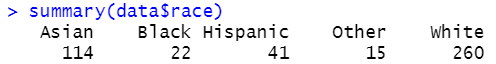 > summary(data$race)
Asian Black Hispanic Other White
114 22 41 15 260